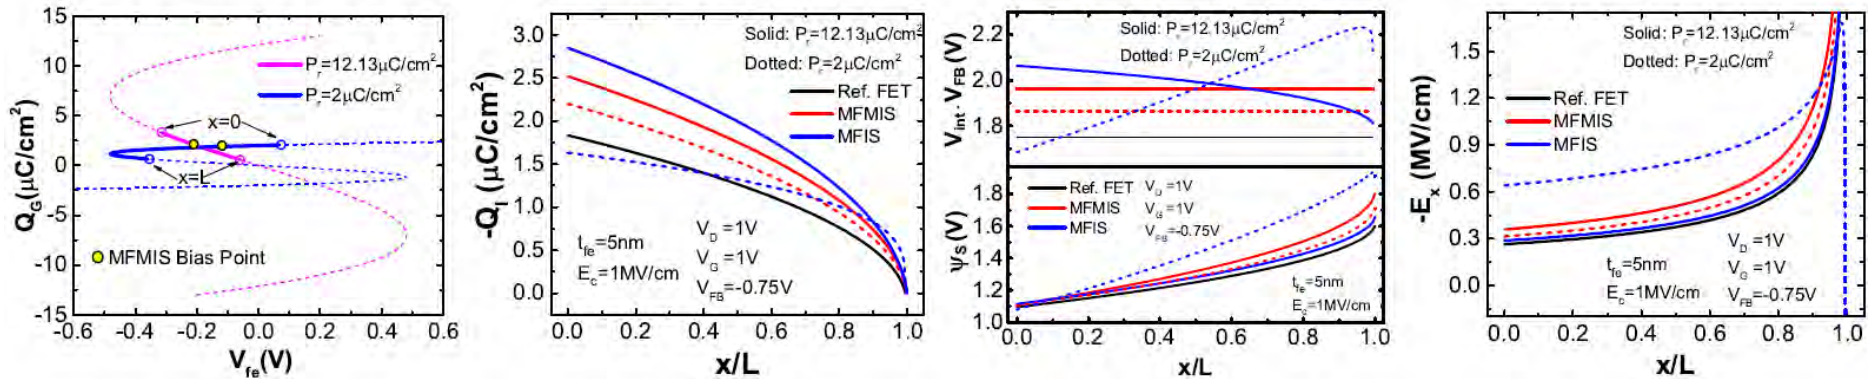 15
10
5
0
-5
-10
-15
Q_G(μC/cm²)
P_r=12.13μC/cm²
P_r=2μC/cm²
x=0
x=L
MFMIS Bias Point
-0.6 -0.4 -0.2 0.0 0.2 0.4 0.6
V_fe(V)
3.0
2.5
2.0
1.5
1.0
0.5
0.0
-Q_I (μC/cm²)
Solid: P_r=12.13μC/cm²
Dotted: P_r=2μC/cm²
Ref. FET
MFMIS
MFIS
t_fe=5nm
E_c=1MV/cm
V_D =1V
V_G =1V
V_FB=-0.75V
0.0 0.2 0.4 0.6 0.8 1.0
x/L
2.2
2.0
1.8
V_int- V_FB (V)
Solid: P_r=12.13μC/cm²
Dotted: P_r=2μC/cm²
1.8
1.6
1.4
1.2
1.0
ψ_S (V)
Ref. FET V_D =1V
MFMIS V_G =1V
MFIS V_FB=-0.75V
t_fe=5nm
E_c=1MV/cm
0.0 0.2 0.4 0.6 0.8 1.0
x/L
1.5
1.2
0.9
0.6
0.3
0.0
-E_x (MV/cm)
Solid: P_r=12.13μC/cm²
Dotted: P_r=2μC/cm²
Ref. FET
MFMIS
MFIS
V_D =1V
t_fe=5nm V_G =1V
E_c=1MV/cm V_FB=-0.75V
0.0 0.2 0.4 0.6 0.8 1.0
x/L